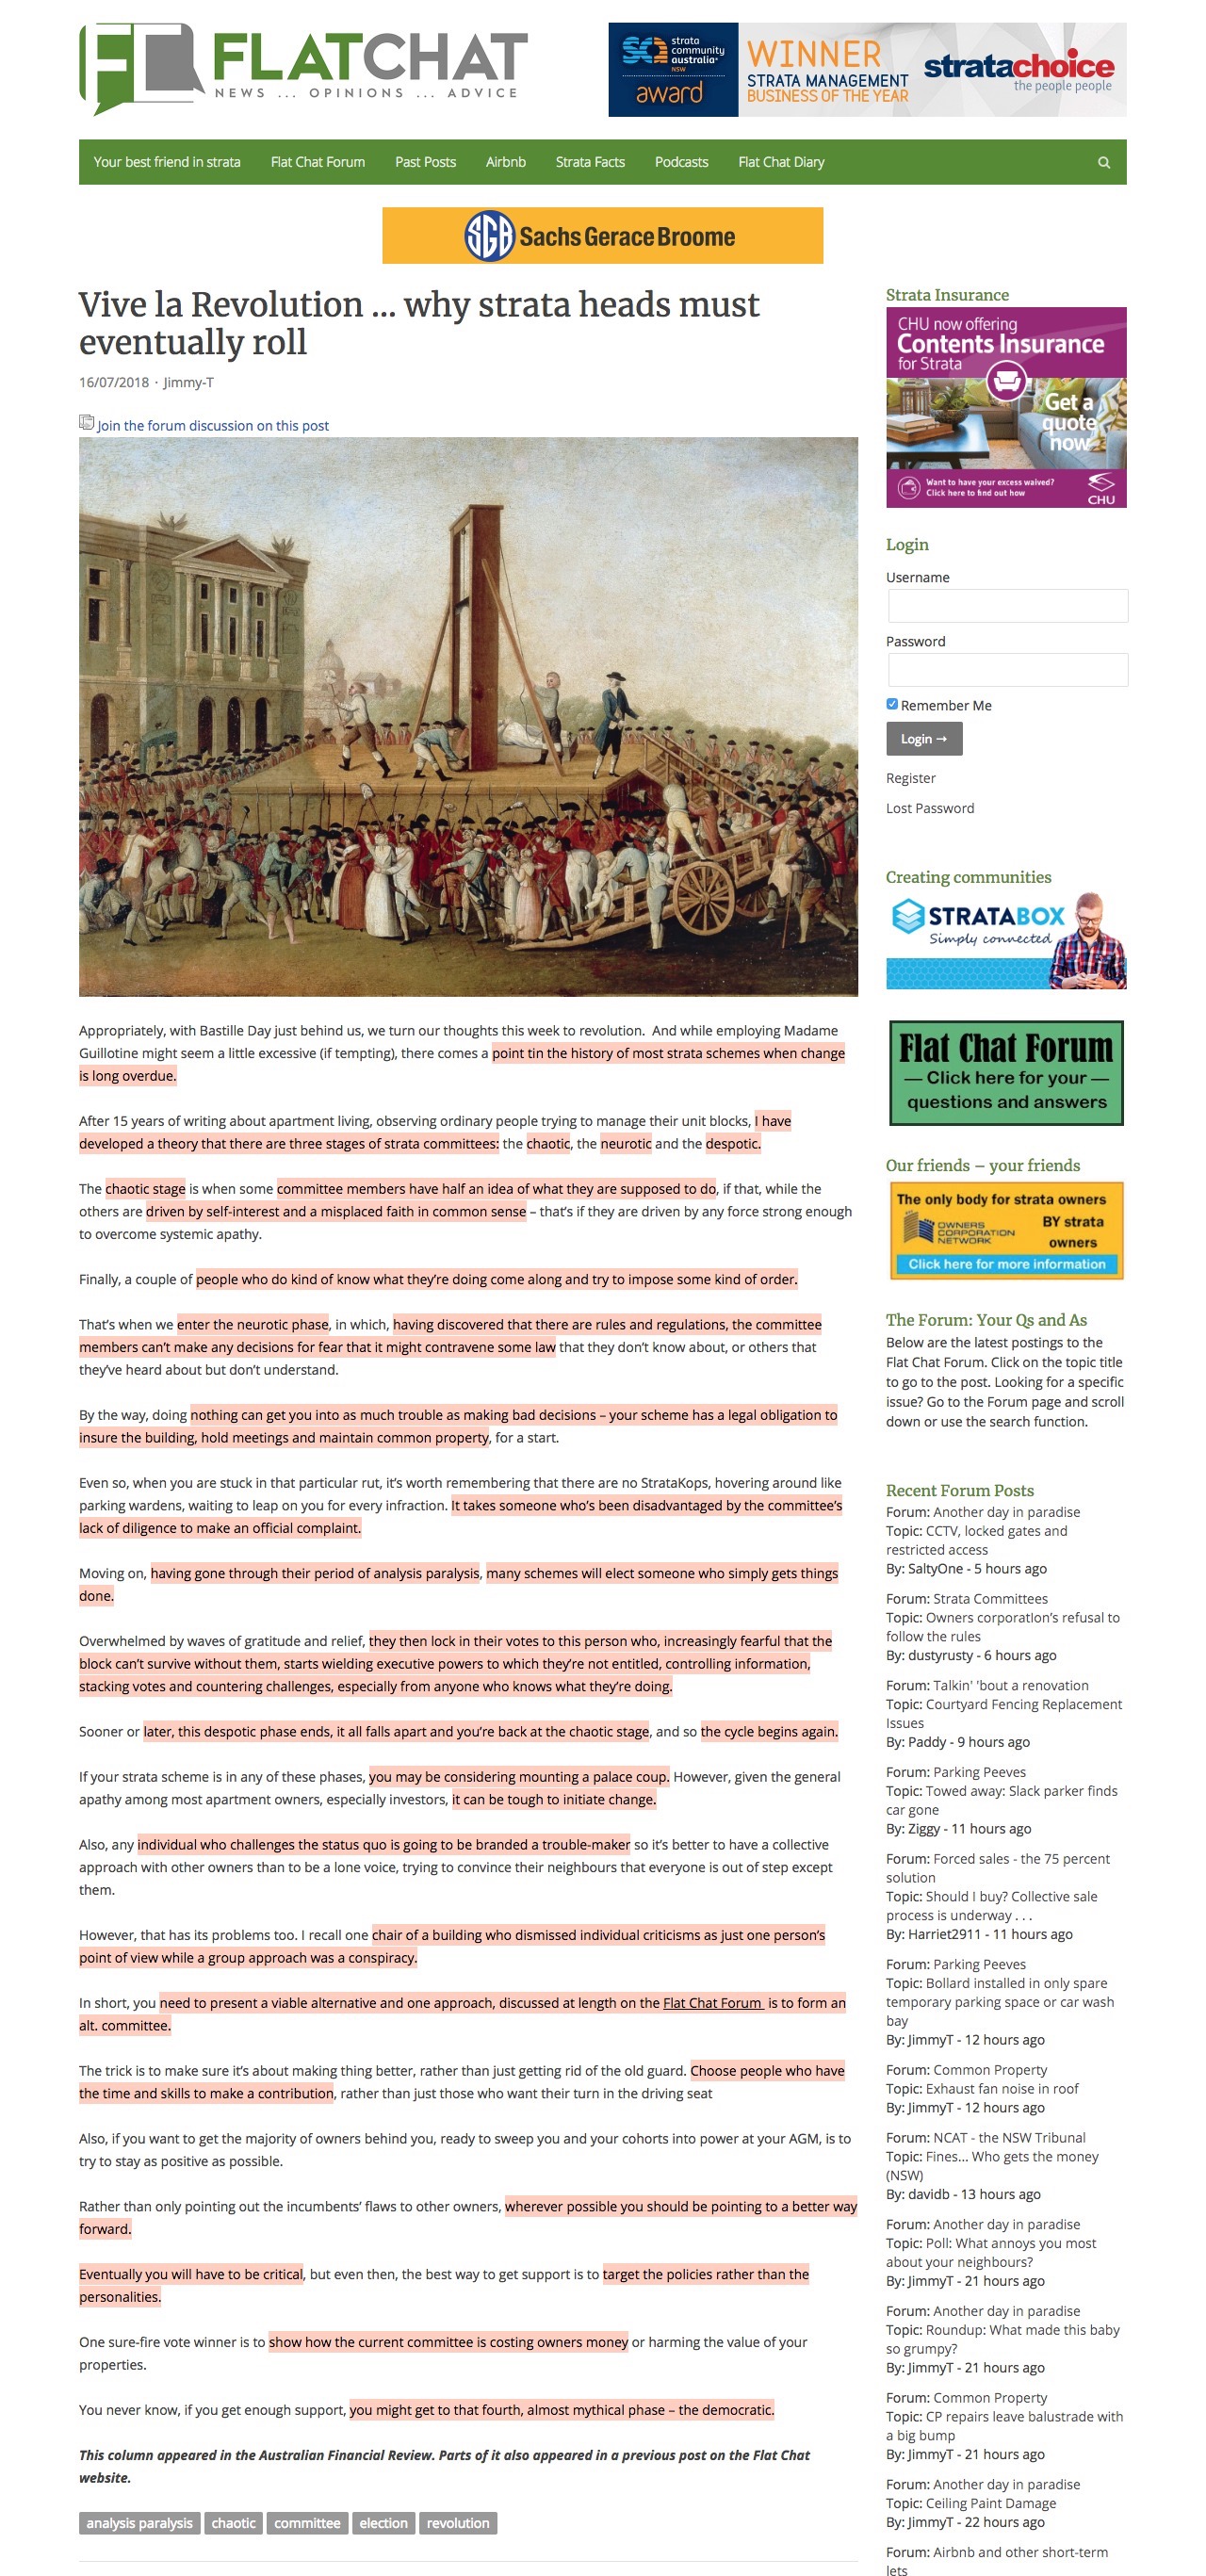 FLATCHAT
NEWS ... OPINIONS ... ADVICE
strata
community
australia
NSW
award
WINNER
STRATA MANAGEMENT
BUSINESS OF THE YEAR
stratachoice
the people people
Your best friend in strata Flat Chat Forum Past Posts Airbnb Strata Facts Podcasts Flat Chat Diary
SGB Sachs Gerace Broome
Vive la Revolution ... why strata heads must
eventually roll
16/07/2018 · Jimmy-T
Join the forum discussion on this post
Appropriately, with Bastille Day just behind us, we turn our thoughts this week to revolution. And while employing Madame
Guillotine might seem a little excessive (if tempting), there comes a point tin the history of most strata schemes when change
is long overdue.
After 15 years of writing about apartment living, observing ordinary people trying to manage their unit blocks, I have
developed a theory that there are three stages of strata committees: the chaotic, the neurotic and the despotic.
The chaotic stage is when some committee members have half an idea of what they are supposed to do, if that, while the
others are driven by self-interest and a misplaced faith in common sense – that's if they are driven by any force strong enough
to overcome systemic apathy.
Finally, a couple of people who do kind of know what they're doing come along and try to impose some kind of order.
That's when we enter the neurotic phase, in which, having discovered that there are rules and regulations, the committee
members can't make any decisions for fear that it might contravene some law that they don't know about, or others that
they've heard about but don't understand.
By the way, doing nothing can get you into as much trouble as making bad decisions – your scheme has a legal obligation to
insure the building, hold meetings and maintain common property, for a start.
Even so, when you are stuck in that particular rut, it's worth remembering that there are no StrataKops, hovering around like
parking wardens, waiting to leap on you for every infraction. It takes someone who's been disadvantaged by the committee's
lack of diligence to make an official complaint.
Moving on, having gone through their period of analysis paralysis, many schemes will elect someone who simply gets things
done.
Overwhelmed by waves of gratitude and relief, they then lock in their votes to this person who, increasingly fearful that the
block can't survive without them, starts wielding executive powers to which they're not entitled, controlling information,
stacking votes and countering challenges, especially from anyone who knows what they're doing.
Sooner or later, this despotic phase ends, it all falls apart and you're back at the chaotic stage, and so the cycle begins again.
If your strata scheme is in any of these phases, you may be considering mounting a palace coup. However, given the general
apathy among most apartment owners, especially investors, it can be tough to initiate change.
Also, any individual who challenges the status quo is going to be branded a trouble-maker so it's better to have a collective
approach with other owners than to be a lone voice, trying to convince their neighbours that everyone is out of step except
them.
However, that has its problems too. I recall one chair of a building who dismissed individual criticisms as just one person's
point of view while a group approach was a conspiracy.
In short, you need to present a viable alternative and one approach, discussed at length on the Flat Chat Forum is to form an
alt. committee.
The trick is to make sure it's about making thing better, rather than just getting rid of the old guard. Choose people who have
the time and skills to make a contribution, rather than just those who want their turn in the driving seat
Also, if you want to get the majority of owners behind you, ready to sweep you and your cohorts into power at your AGM, is to
try to stay as positive as possible.
Rather than only pointing out the incumbents' flaws to other owners, wherever possible you should be pointing to a better way
forward.
Eventually you will have to be critical, but even then, the best way to get support is to target the policies rather than the
personalities.
One sure-fire vote winner is to show how the current committee is costing owners money or harming the value of your
properties.
You never know, if you get enough support, you might get to that fourth, almost mythical phase – the democratic.
This column appeared in the Australian Financial Review. Parts of it also appeared in a previous post on the Flat Chat
website.
analysis paralysis chaotic committee election revolution
Strata Insurance
CHU now offering
Contents Insurance
for Strata
Get a
quote
now
Want to have your excess waived?
Click here to find out how
CHU
Login
Username
Password
Remember Me
Login →
Register
Lost Password
Creating communities
STRATABOX
Simply connected
Flat Chat Forum
— Click here for your —
questions and answers
Our friends – your friends
The only body for strata owners
OWNERS
CORPORATION
NETWORK
BY strata
owners
Click here for more information
The Forum: Your Qs and As
Below are the latest postings to the
Flat Chat Forum. Click on the topic title
to go to the post. Looking for a specific
issue? Go to the Forum page and scroll
down or use the search function.
Recent Forum Posts
Forum: Another day in paradise
Topic: CCTV, locked gates and
restricted access
By: SaltyOne - 5 hours ago
Forum: Strata Committees
Topic: Owners corporatIon's refusal to
follow the rules
By: dustyrusty - 6 hours ago
Forum: Talkin' 'bout a renovation
Topic: Courtyard Fencing Replacement
Issues
By: Paddy - 9 hours ago
Forum: Parking Peeves
Topic: Towed away: Slack parker finds
car gone
By: Ziggy - 11 hours ago
Forum: Forced sales - the 75 percent
solution
Topic: Should I buy? Collective sale
process is underway . . .
By: Harriet2911 - 11 hours ago
Forum: Parking Peeves
Topic: Bollard installed in only spare
temporary parking space or car wash
bay
By: JimmyT - 12 hours ago
Forum: Common Property
Topic: Exhaust fan noise in roof
By: JimmyT - 12 hours ago
Forum: NCAT - the NSW Tribunal
Topic: Fines... Who gets the money
(NSW)
By: davidb - 13 hours ago
Forum: Another day in paradise
Topic: Poll: What annoys you most
about your neighbours?
By: JimmyT - 21 hours ago
Forum: Another day in paradise
Topic: Roundup: What made this baby
so grumpy?
By: JimmyT - 21 hours ago
Forum: Common Property
Topic: CP repairs leave balustrade with
a big bump
By: JimmyT - 21 hours ago
Forum: Another day in paradise
Topic: Ceiling Paint Damage
By: JimmyT - 22 hours ago
Forum: Airbnb and other short-term
lets